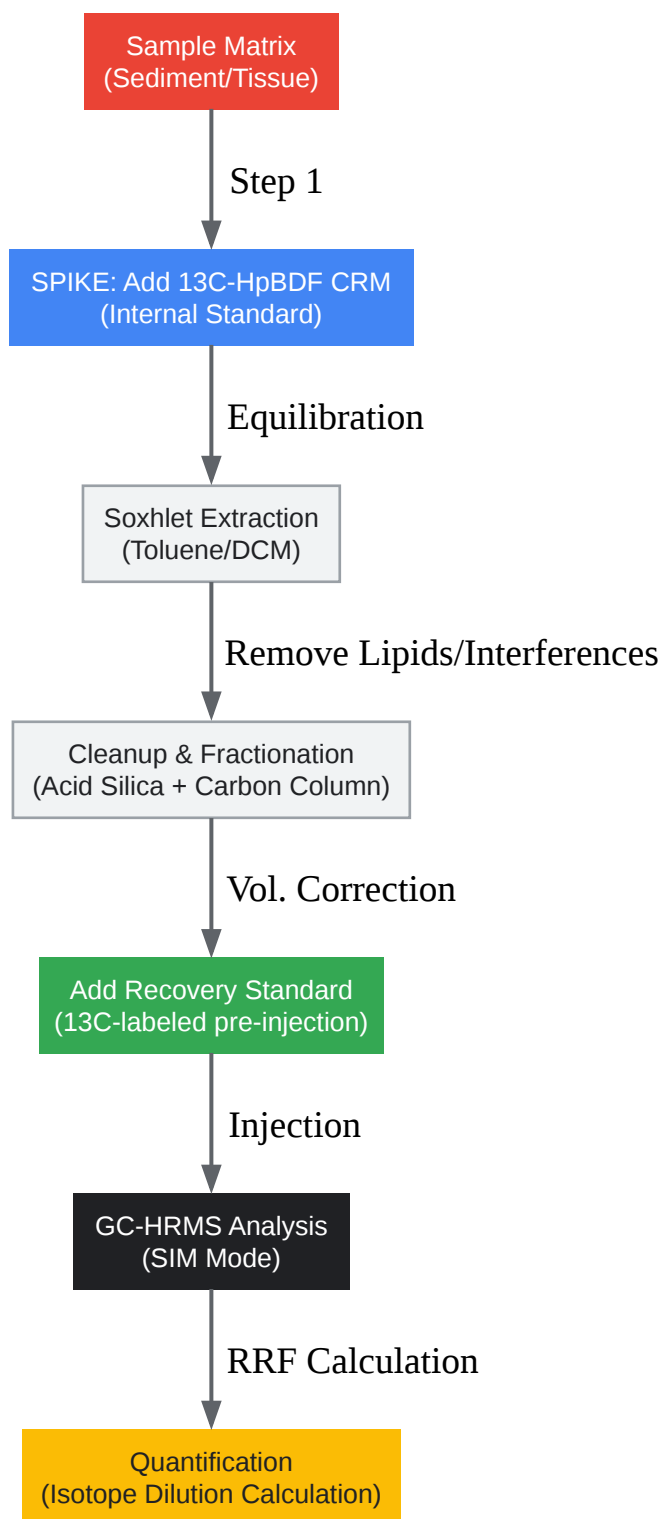 Sample Matrix
(Sediment/Tissue)
Step 1
SPIKE: Add 13C-HpBDF CRM
(Internal Standard)
Equilibration
Soxhlet Extraction
(Toluene/DCM)
Remove Lipids/Interferences
Cleanup & Fractionation
(Acid Silica + Carbon Column)
Vol. Correction
Add Recovery Standard
(13C-labeled pre-injection)
Injection
GC-HRMS Analysis
(SIM Mode)
RRF Calculation
Quantification
(Isotope Dilution Calculation)